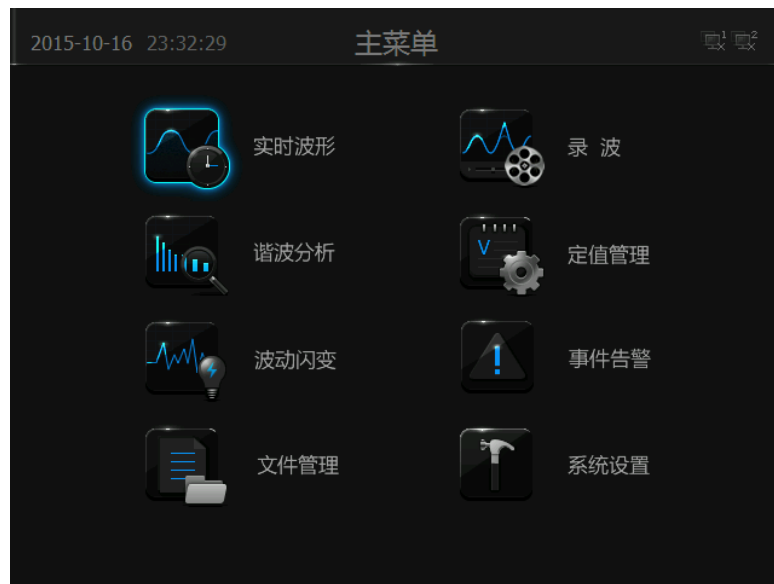 2015-10-16 23:32:29 主菜单 1 2
实时波形 录 波
谐波分析 V 定值管理
波动闪变 事件告警
文件管理 系统设置